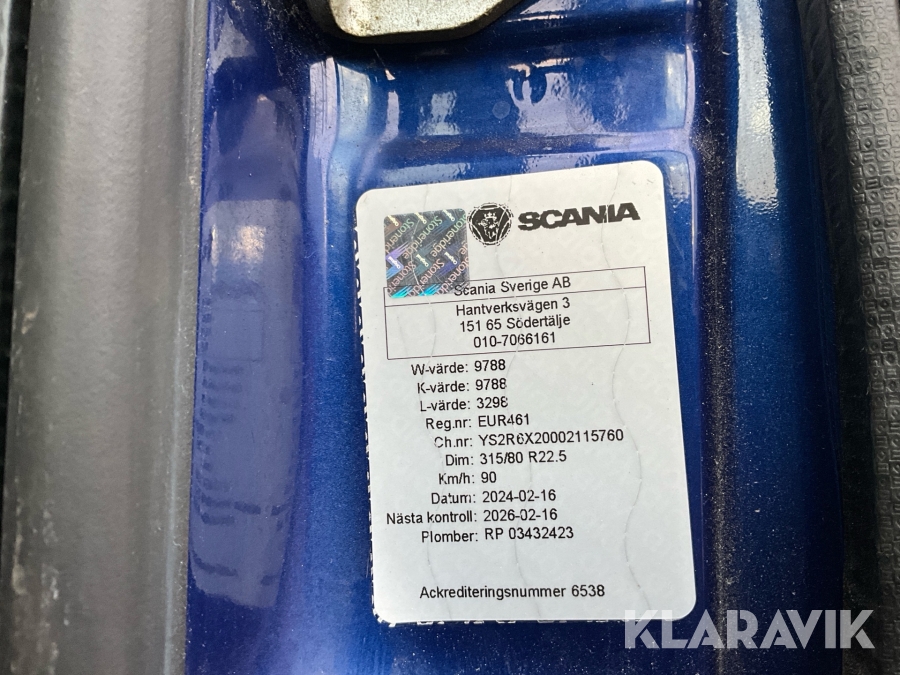 SCANIA
Stoneridge
Scania Sverige AB
Hantverksvägen 3
151 65 Södertälje
010-7066161
W-värde: 9788
K-värde: 9788
L-värde: 3298
Reg.nr: EUR461
Ch.nr: YS2R6X20002115760
Dim: 315/80 R22.5
Km/h: 90
Datum: 2024-02-16
Nästa kontroll: 2026-02-16
Plomber: RP 03432423
Ackrediteringsnummer 6538
KLARAVIK